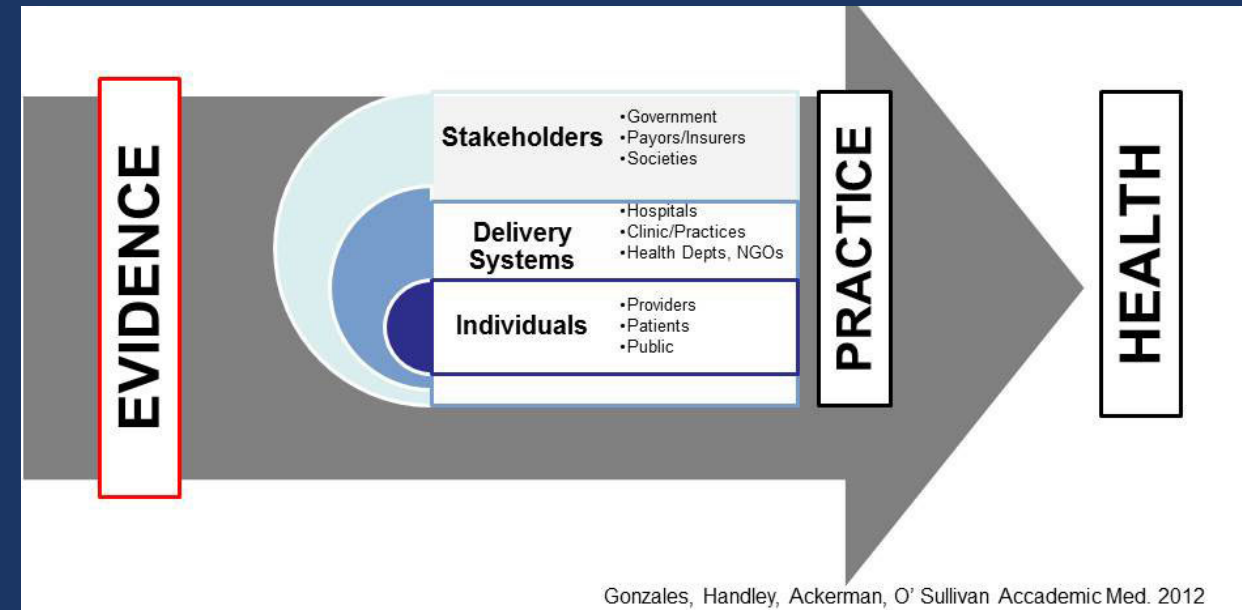 EVIDENCE
Stakeholders
•Government
•Payors/Insurers
•Societies
Delivery
Systems
•Hospitals
•Clinic/Practices
•Health Depts, NGOs
Individuals
•Providers
•Patients
•Public
PRACTICE
HEALTH
Gonzales, Handley, Ackerman, O' Sullivan Accademic Med. 2012